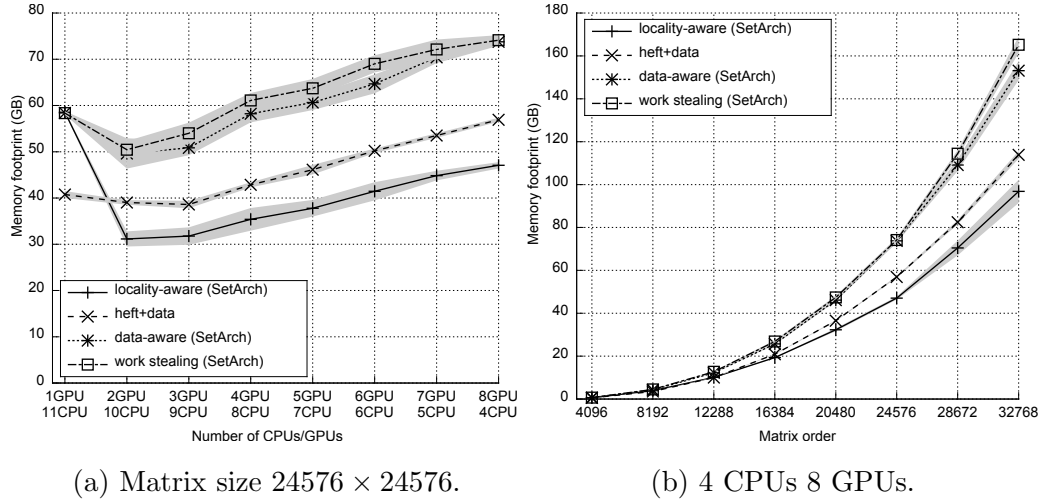 80
70
60
50
40
30
20
10
0
Memory footprint (GB)
locality-aware (SetArch)
heft+data
data-aware (SetArch)
work stealing (SetArch)
1GPU 2GPU 3GPU 4GPU 5GPU 6GPU 7GPU 8GPU
11CPU 10CPU 9CPU 8CPU 7CPU 6CPU 5CPU 4CPU
Number of CPUs/GPUs
(a) Matrix size 24576 × 24576.
180
160
140
120
100
80
60
40
20
0
Memory footprint (GB)
locality-aware (SetArch)
heft+data
data-aware (SetArch)
work stealing (SetArch)
4096 8192 12288 16384 20480 24576 28672 32768
Matrix order
(b) 4 CPUs 8 GPUs.